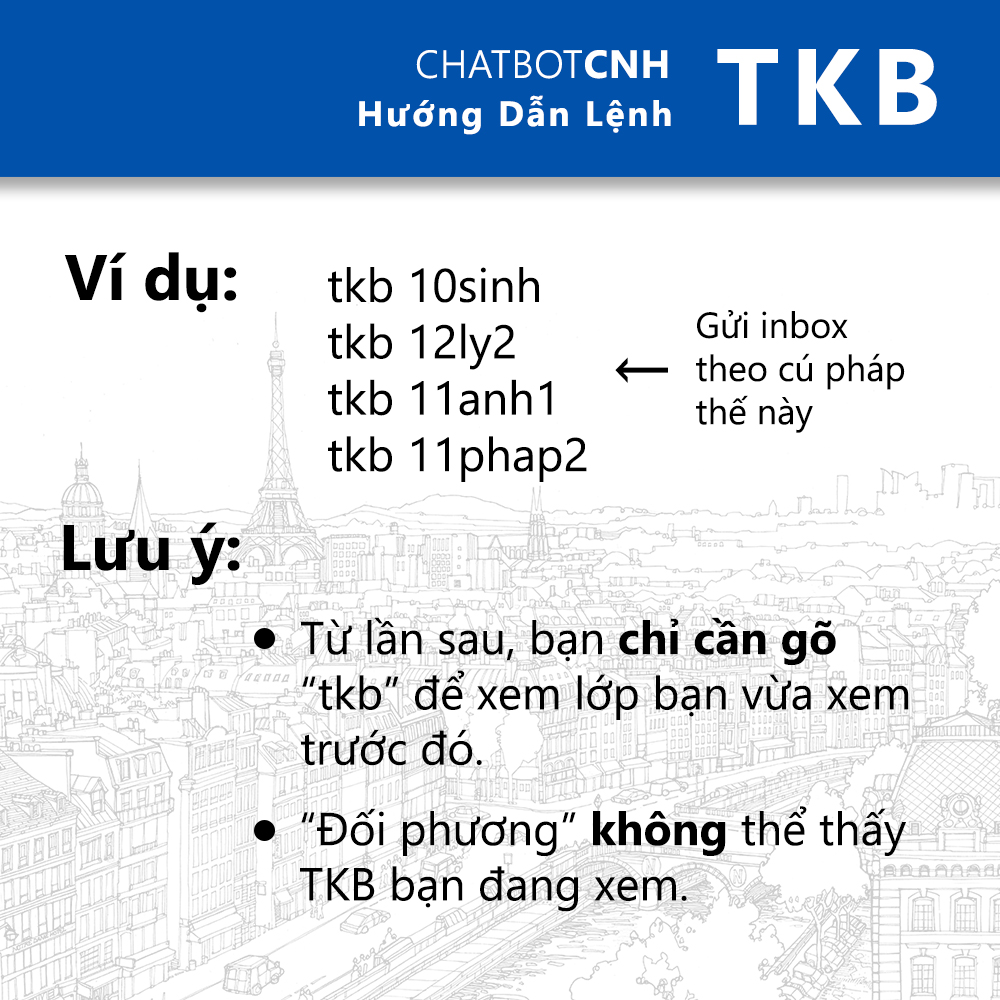 CHATBOTCNH
Hướng Dẫn Lệnh
TKB
Ví dụ:
tkb 10sinh
tkb 12ly2
tkb 11anh1
tkb 11phap2
Gửi inbox
theo cú pháp
thế này
Lưu ý:
• Từ lần sau, bạn chỉ cần gõ
“tkb” để xem lớp bạn vừa xem
trước đó.
• “Đối phương” không thể thấy
TKB bạn đang xem.